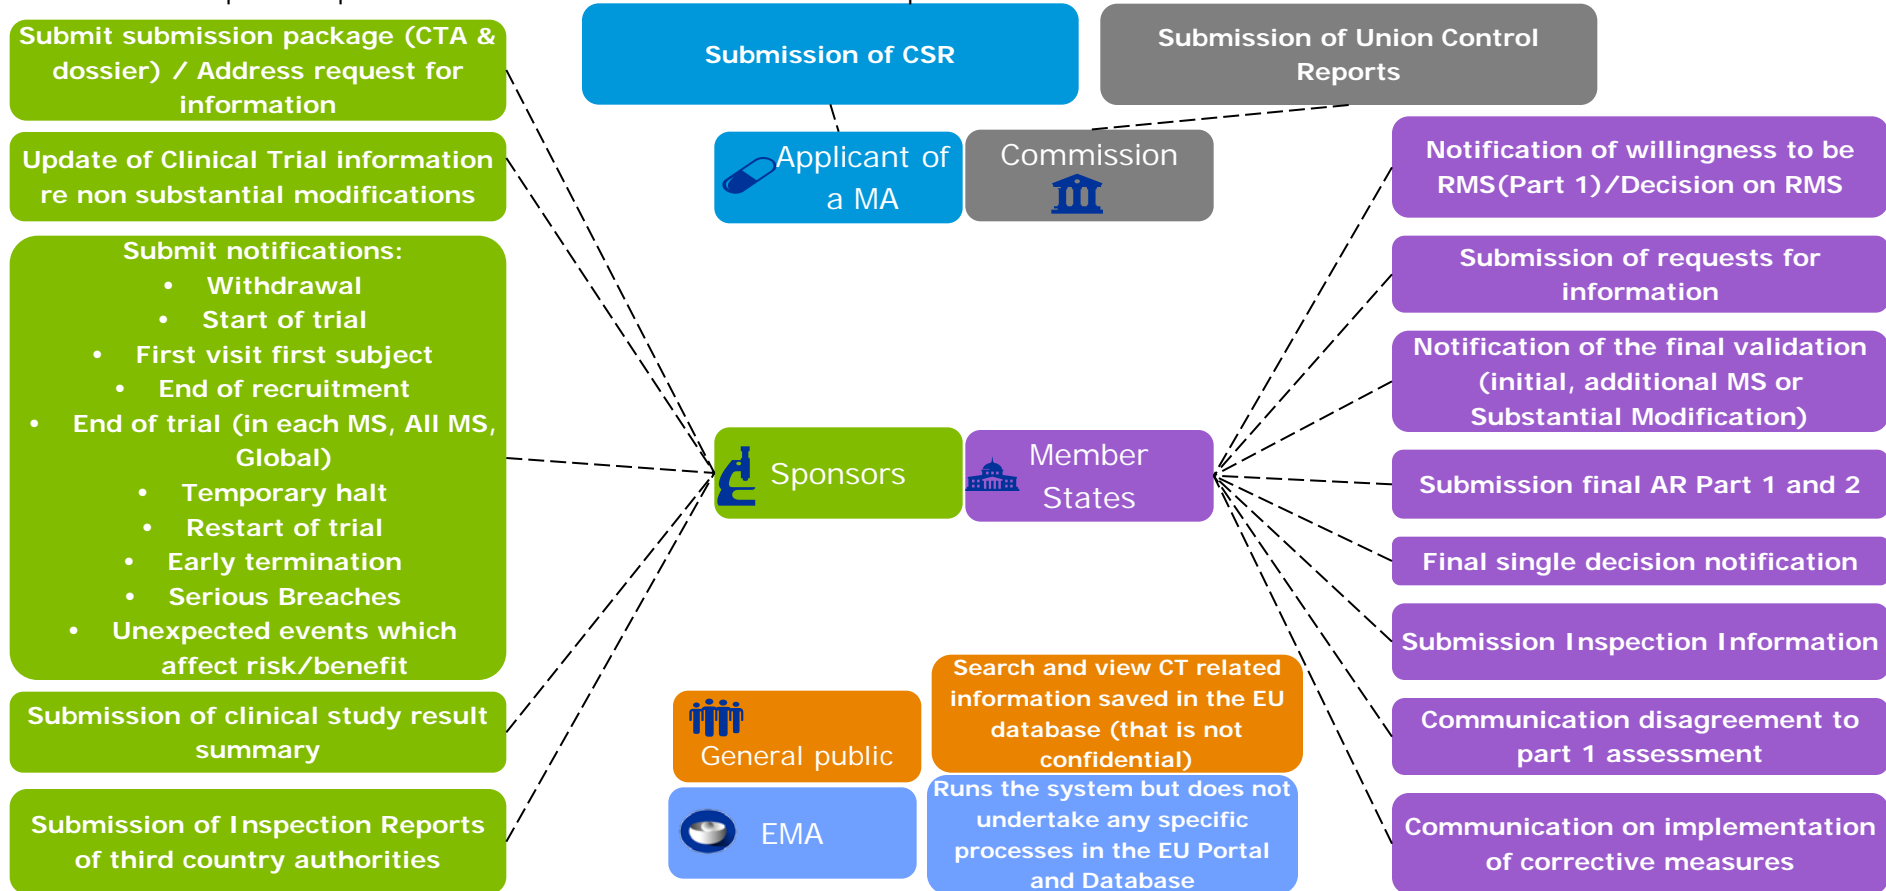 Submit submission package (CTA &
dossier) / Address request for
information
Update of Clinical Trial information
re non substantial modifications
Submit notifications:
• Withdrawal
• Start of trial
• First visit first subject
• End of recruitment
• End of trial (in each MS, All MS,
Global)
• Temporary halt
• Restart of trial
• Early termination
• Serious Breaches
• Unexpected events which
affect risk/benefit
Submission of clinical study result
summary
Submission of Inspection Reports
of third country authorities
Submission of CSR
Submission of Union Control
Reports
Applicant of
a MA
Commission
Sponsors
Member
States
General public
Search and view CT related
information saved in the EU
database (that is not
confidential)
EMA
Runs the system but does not
undertake any specific
processes in the EU Portal
and Database
Notification of willingness to be
RMS(Part 1)/Decision on RMS
Submission of requests for
information
Notification of the final validation
(initial, additional MS or
Substantial Modification)
Submission final AR Part 1 and 2
Final single decision notification
Submission Inspection Information
Communication disagreement to
part 1 assessment
Communication on implementation
of corrective measures